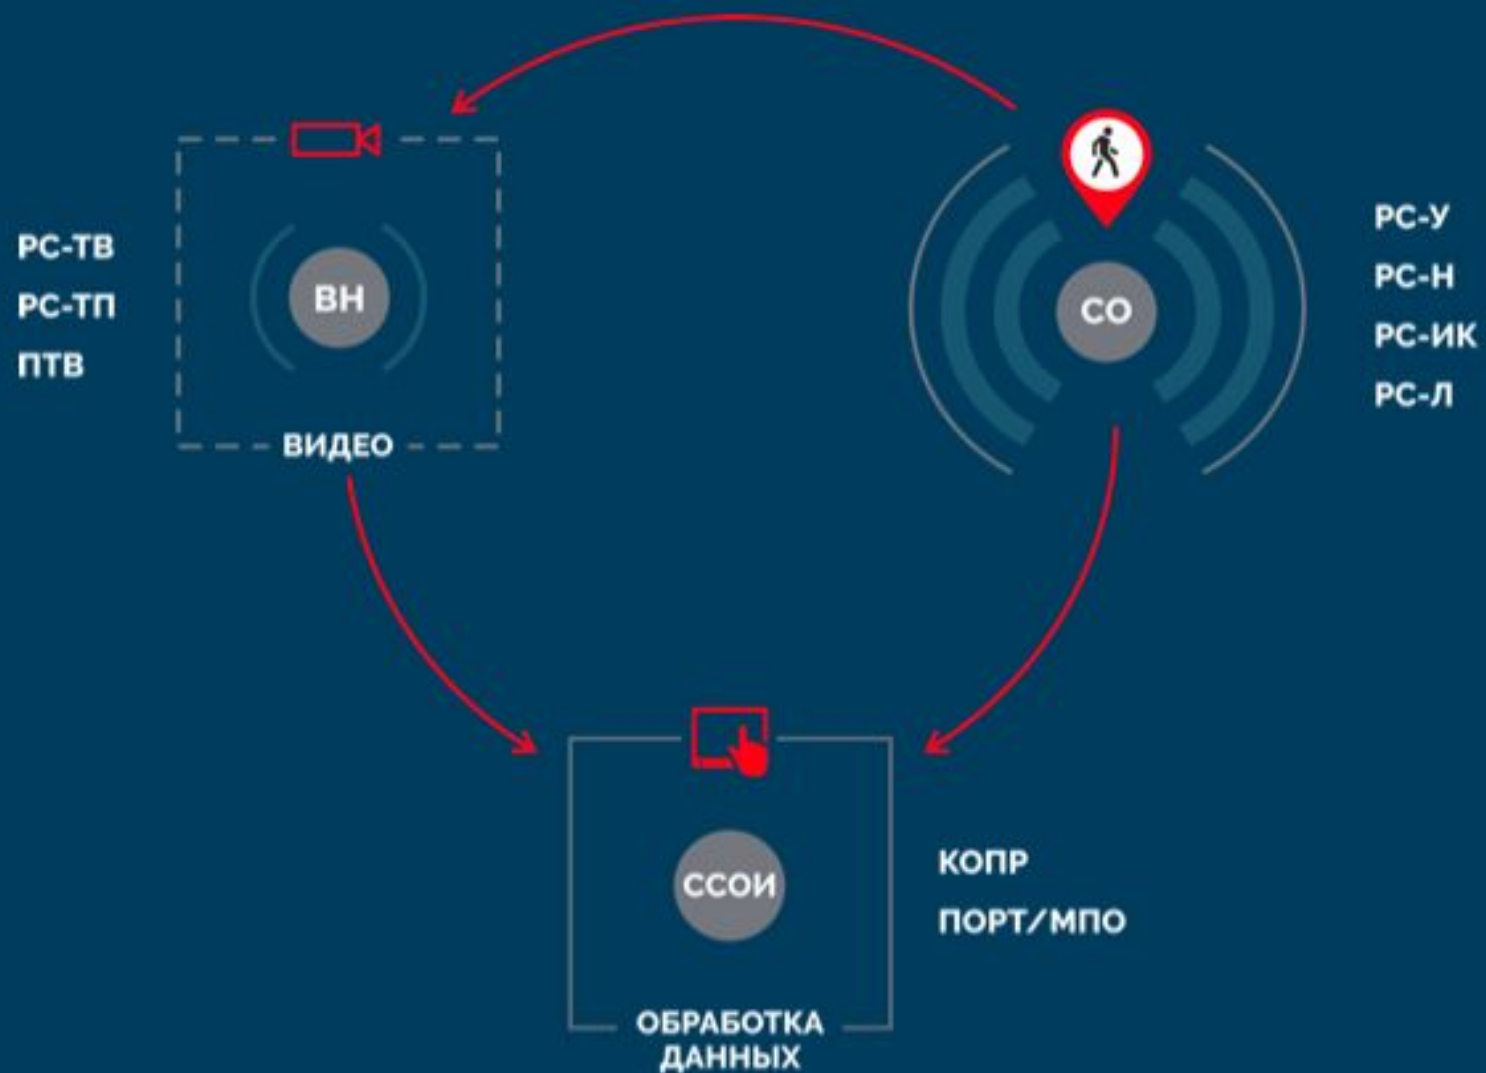 РС-ТВ
РС-ТП
ПТВ
ВН
ВИДЕО
СО
РС-У
РС-Н
РС-ИК
РС-Л
ССОИ
ОБРАБОТКА
ДАННЫХ
КОПР
ПОРТ/МПО